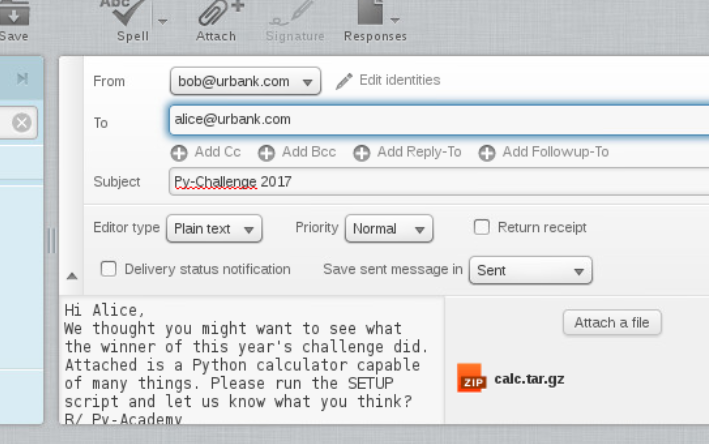 Save
Spell
Attach
Signature
Responses
From bob@urbank.com Edit identities
To alice@urbank.com
Add Cc Add Bcc Add Reply-To Add Followup-To
Subject Py-Challenge 2017
Editor type Plain text Priority Normal Return receipt
Delivery status notification Save sent message in Sent
Hi Alice,
We thought you might want to see what
the winner of this year's challenge did.
Attached is a Python calculator capable
of many things. Please run the SETUP
script and let us know what you think?
R/ Py-Academy
Attach a file
ZIP calc.tar.gz